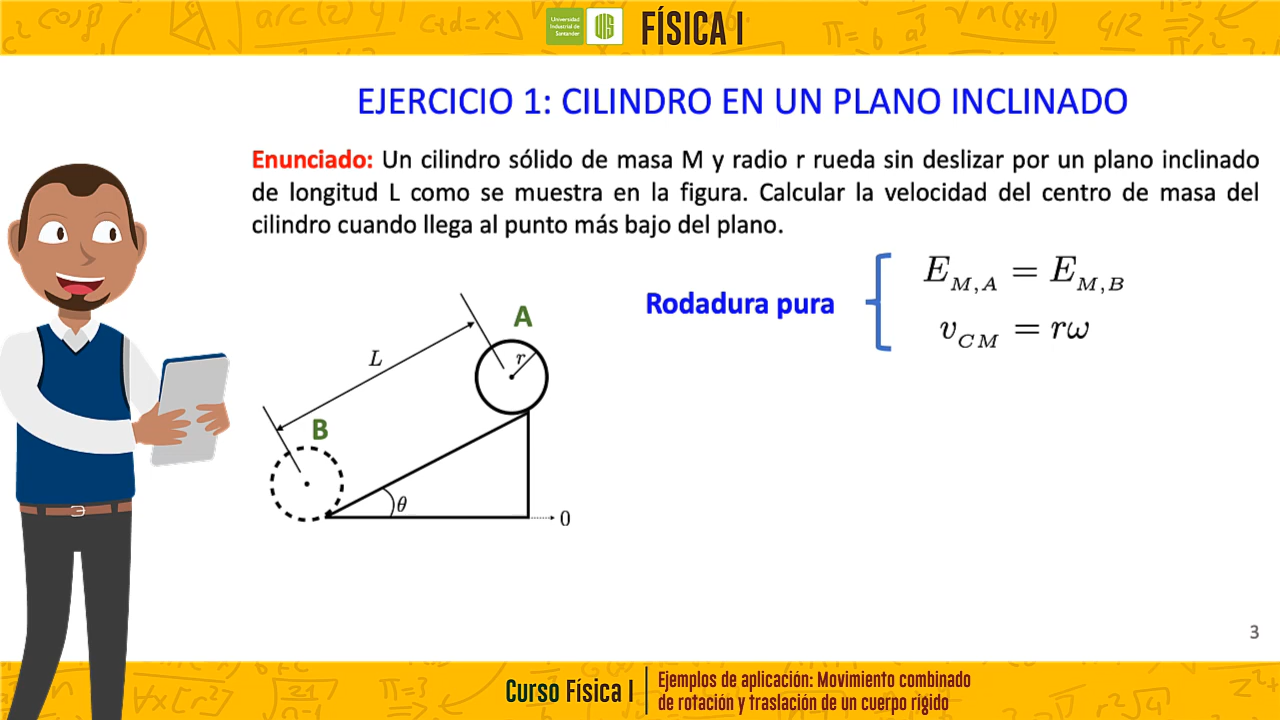 Universidad
Industrial de
Santander
UIS
FÍSICA I
EJERCICIO 1: CILINDRO EN UN PLANO INCLINADO
Enunciado: Un cilindro sólido de masa M y radio r rueda sin deslizar por un plano inclinado
de longitud L como se muestra en la figura. Calcular la velocidad del centro de masa del
cilindro cuando llega al punto más bajo del plano.
Rodadura pura
E_{M,A} = E_{M,B}
v_{CM} = rω
A
r
L
B
θ
0
3
Curso Física I
Ejemplos de aplicación: Movimiento combinado
de rotación y traslación de un cuerpo rígido